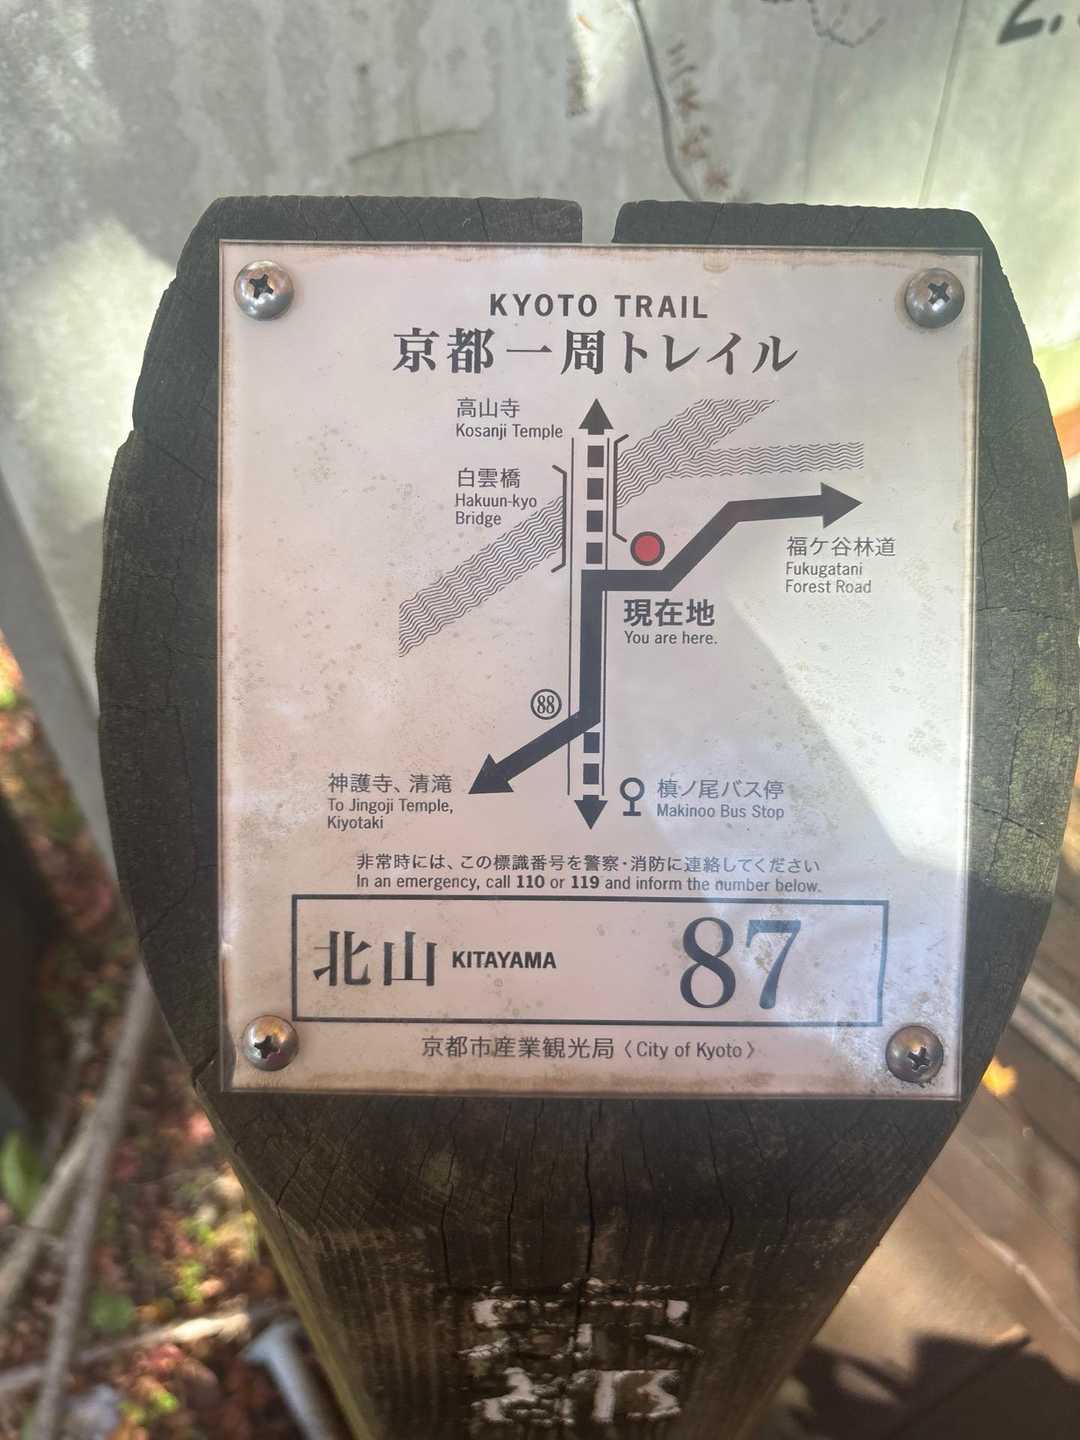 KYOTO TRAIL
京都一周トレイル
高山寺
Kosanji Temple
白雲橋
Hakuun-kyo
Bridge
福ケ谷林道
Fukugatani
Forest Road
現在地
You are here.
88
神護寺、清滝
To Jingoji Temple,
Kiyotaki
槙ノ尾バス停
Makinoo Bus Stop
非常時には、この標識番号を警察・消防に連絡してください
In an emergency, call 110 or 119 and inform the number below.
北山 KITAYAMA 87
京都市産業観光局〈City of Kyoto〉
京
都